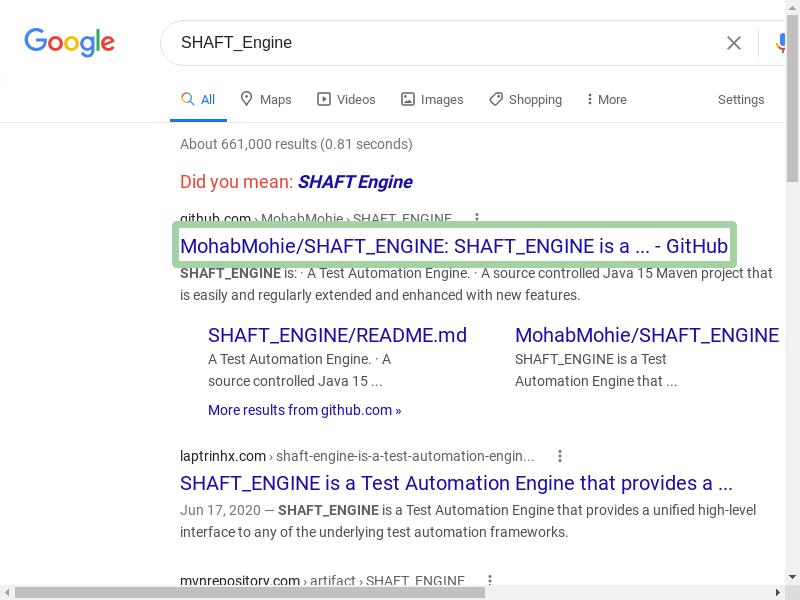 Google
SHAFT_Engine
All Maps Videos Images Shopping More Settings
About 661,000 results (0.81 seconds)
Did you mean: SHAFT Engine
github.com › MohabMohie › SHAFT_ENGINE
MohabMohie/SHAFT_ENGINE: SHAFT_ENGINE is a ... - GitHub
SHAFT_ENGINE is: · A Test Automation Engine. · A source controlled Java 15 Maven project that
is easily and regularly extended and enhanced with new features.
SHAFT_ENGINE/README.md
A Test Automation Engine. · A
source controlled Java 15 ...
MohabMohie/SHAFT_ENGINE
SHAFT_ENGINE is a Test
Automation Engine that ...
More results from github.com »
laptrinhx.com › shaft-engine-is-a-test-automation-engin...
SHAFT_ENGINE is a Test Automation Engine that provides a ...
Jun 17, 2020 — SHAFT_ENGINE is a Test Automation Engine that provides a unified high-level
interface to any of the underlying test automation frameworks.
mvnrepository.com › artifact › SHAFT_ENGINE